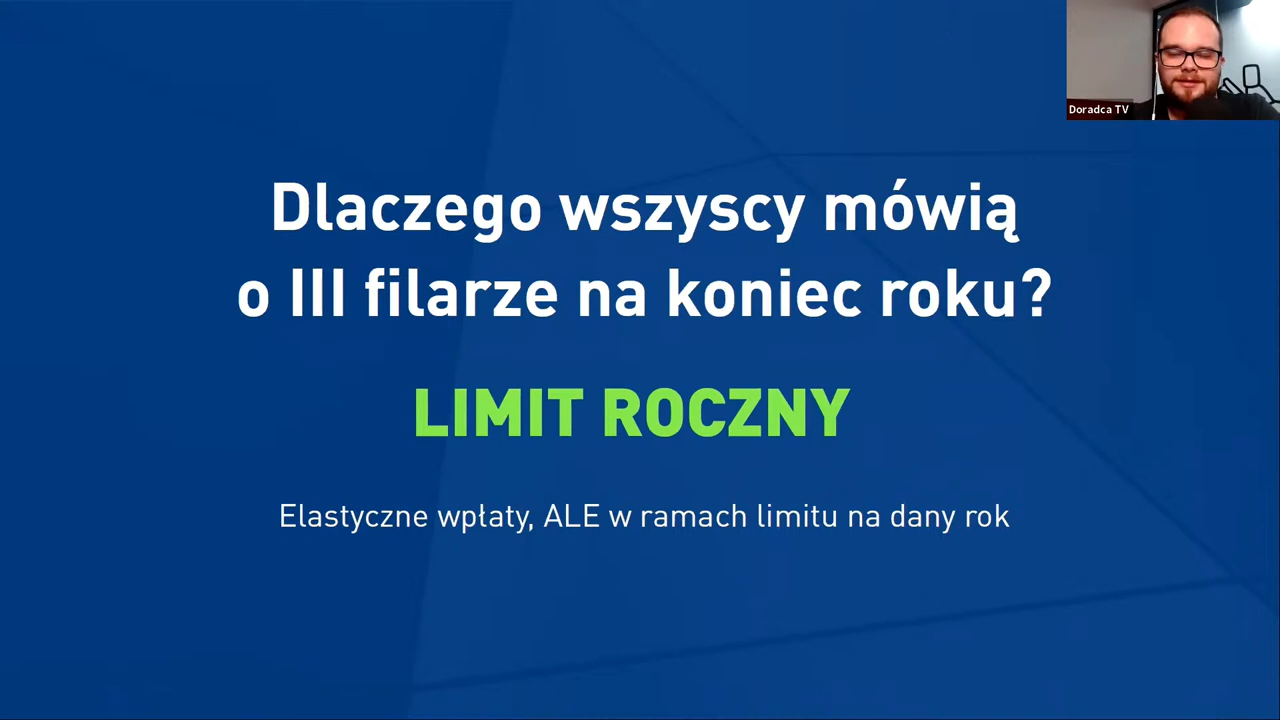 Doradca TV
Dlaczego wszyscy mówią
o III filarze na koniec roku?
LIMIT ROCZNY
Elastyczne wpłaty, ALE w ramach limitu na dany rok